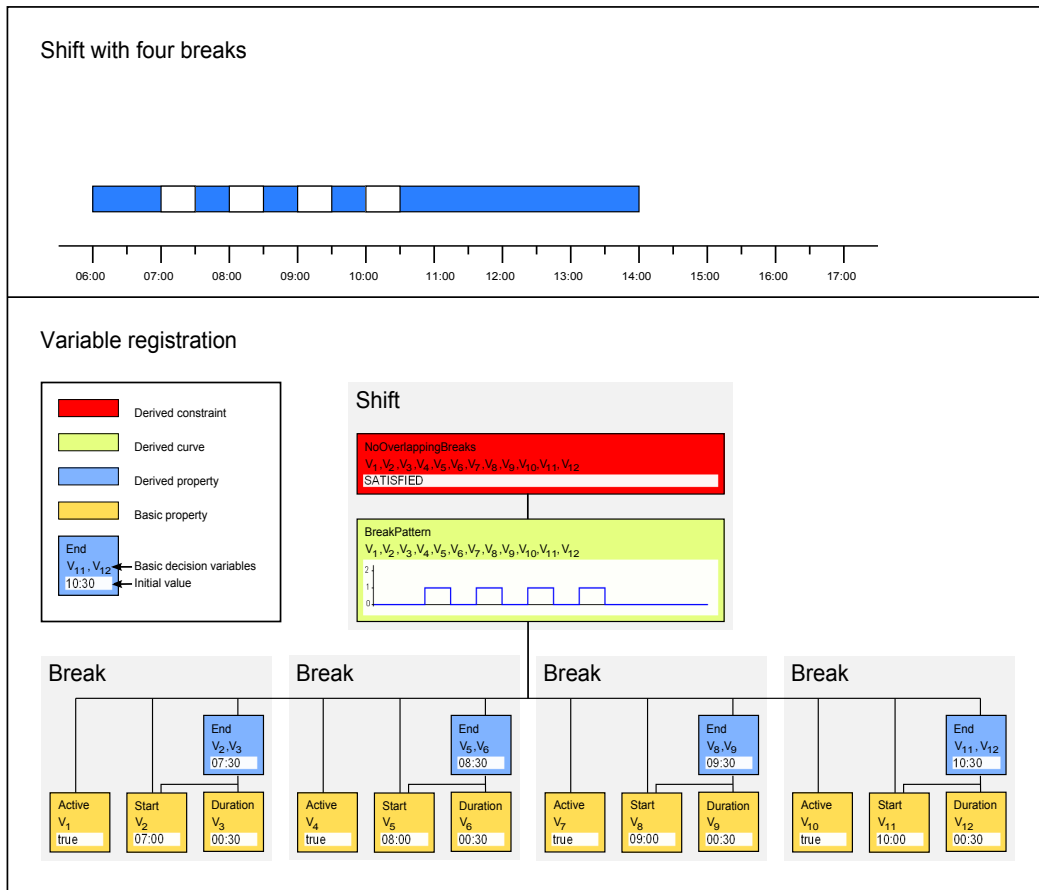 Shift with four breaks
06:00 07:00 08:00 09:00 10:00 11:00 12:00 13:00 14:00 15:00 16:00 17:00
Variable registration
Derived constraint
Derived curve
Derived property
Basic property
End
V11, V12
10:30
Basic decision variables
Initial value
Shift
NoOverlappingBreaks
V1,V2,V3,V4,V5,V6,V7,V8,V9,V10,V11,V12
SATISFIED
BreakPattern
V1,V2,V3,V4,V5,V6,V7,V8,V9,V10,V11,V12
2
1
0
Break
End
V2,V3
07:30
Active
V1
true
Start
V2
07:00
Duration
V3
00:30
Break
End
V5,V6
08:30
Active
V4
true
Start
V5
08:00
Duration
V6
00:30
Break
End
V8,V9
09:30
Active
V7
true
Start
V8
09:00
Duration
V9
00:30
Break
End
V11, V12
10:30
Active
V10
true
Start
V11
10:00
Duration
V12
00:30